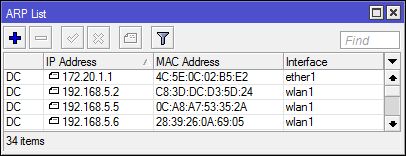 ARP List
Find
IP Address MAC Address Interface
DC 172.20.1.1 4C:5E:0C:02:B5:E2 ether1
DC 192.168.5.2 C8:3D:DC:D3:5D:24 wlan1
DC 192.168.5.5 0C:A8:A7:53:35:2A wlan1
DC 192.168.5.6 28:39:26:0A:69:05 wlan1
34 items